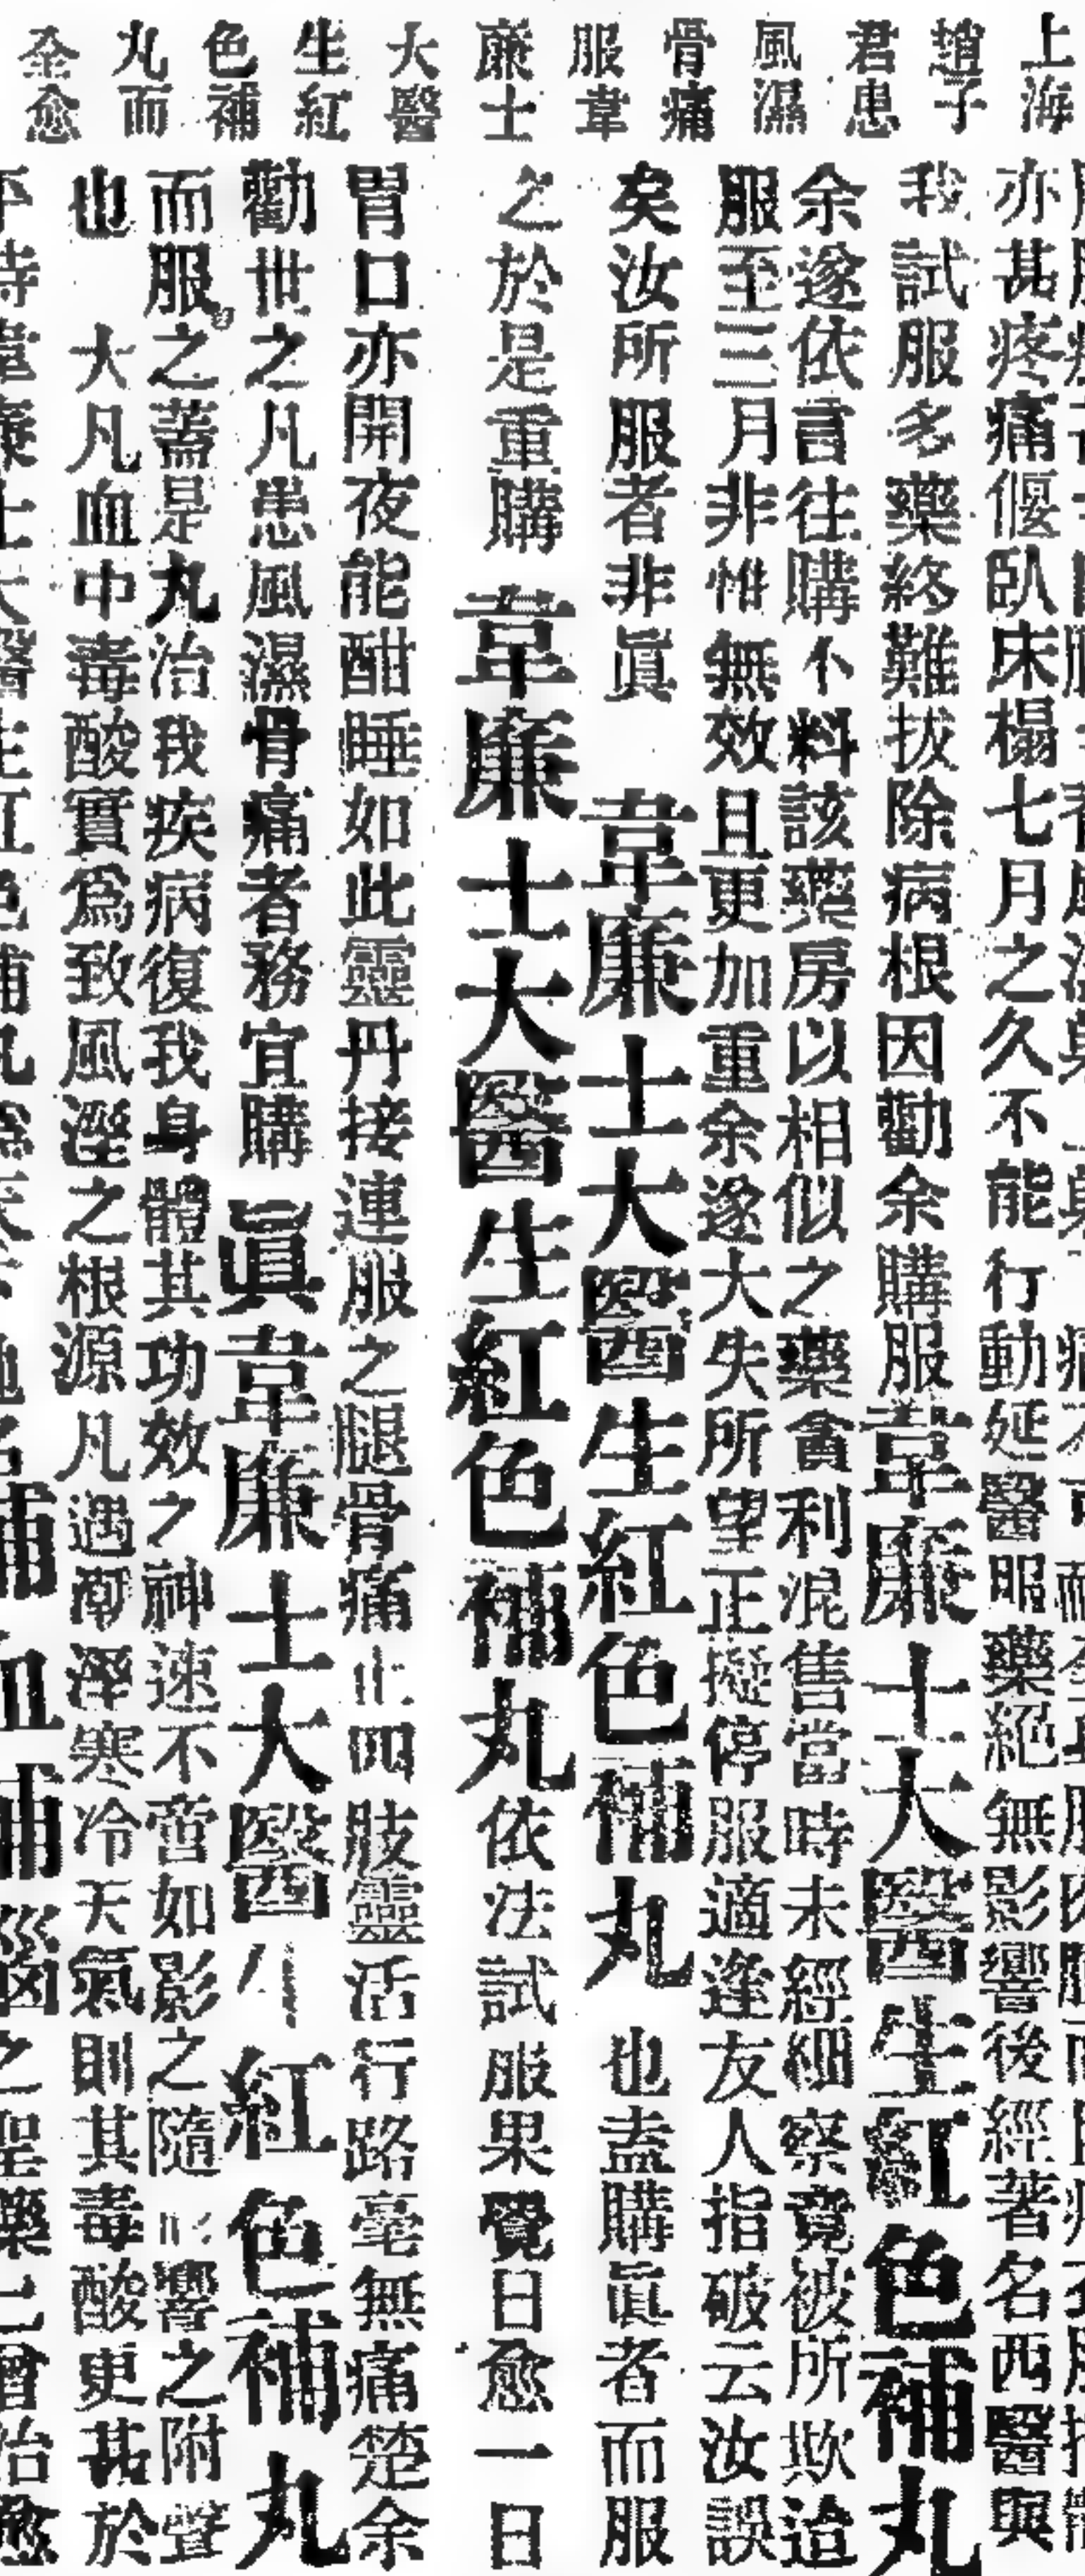 上海
趙子
君患
風濕
骨痛
服韋
廉士
大醫
生紅
色補
丸而
全愈
亦甚疼痛偃臥床榻七月之久不能行動延醫服藥絕無影響後經著名西醫與
我試服多藥終難拔除病根因勸余購服韋廉士大醫生紅色補丸
余遂依言往購不料該藥房以相似之藥貪利混售當時未經細察竟被所欺迨
服至三月非惟無效且更加重余遂大失所望正擬停服適逢友人指破云汝誤
矣汝所服者非眞 韋廉士大醫生紅色補丸 也盍購眞者而服
之於是重購 韋廉士大醫生紅色補丸依法試服果覺日愈一日
胃口亦開夜能酣睡如此靈丹接連服之腿骨痛止四肢靈活行路毫無痛楚余
勸世之凡患風濕骨痛者務宜購 眞韋廉士大醫生紅色補丸
而服之蓋是丸治我疾病復我身體其功效之神速不啻如影之隨形響之附聲
也 大凡血中毒酸實爲致風溼之根源凡遇潮溼寒冷天氣則其毒酸更甚於